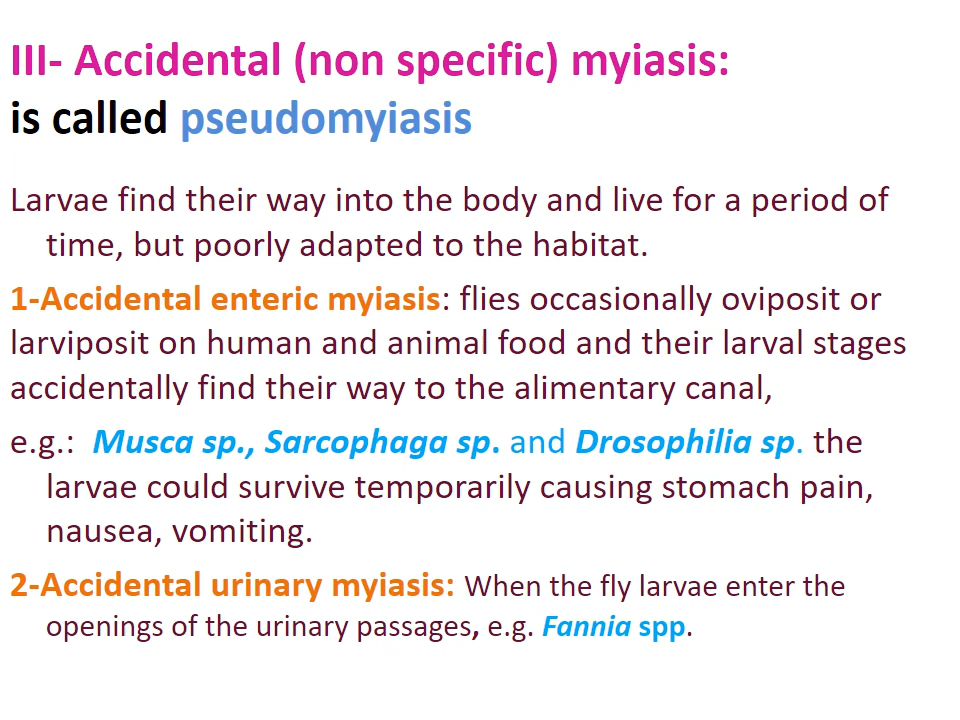 III- Accidental (non specific) myiasis:
is called pseudomyiasis
Larvae find their way into the body and live for a period of
time, but poorly adapted to the habitat.
1-Accidental enteric myiasis: flies occasionally oviposit or
larviposit on human and animal food and their larval stages
accidentally find their way to the alimentary canal,
e.g.: Musca sp., Sarcophaga sp. and Drosophilia sp. the
larvae could survive temporarily causing stomach pain,
nausea, vomiting.
2-Accidental urinary myiasis: When the fly larvae enter the
openings of the urinary passages, e.g. Fannia spp.